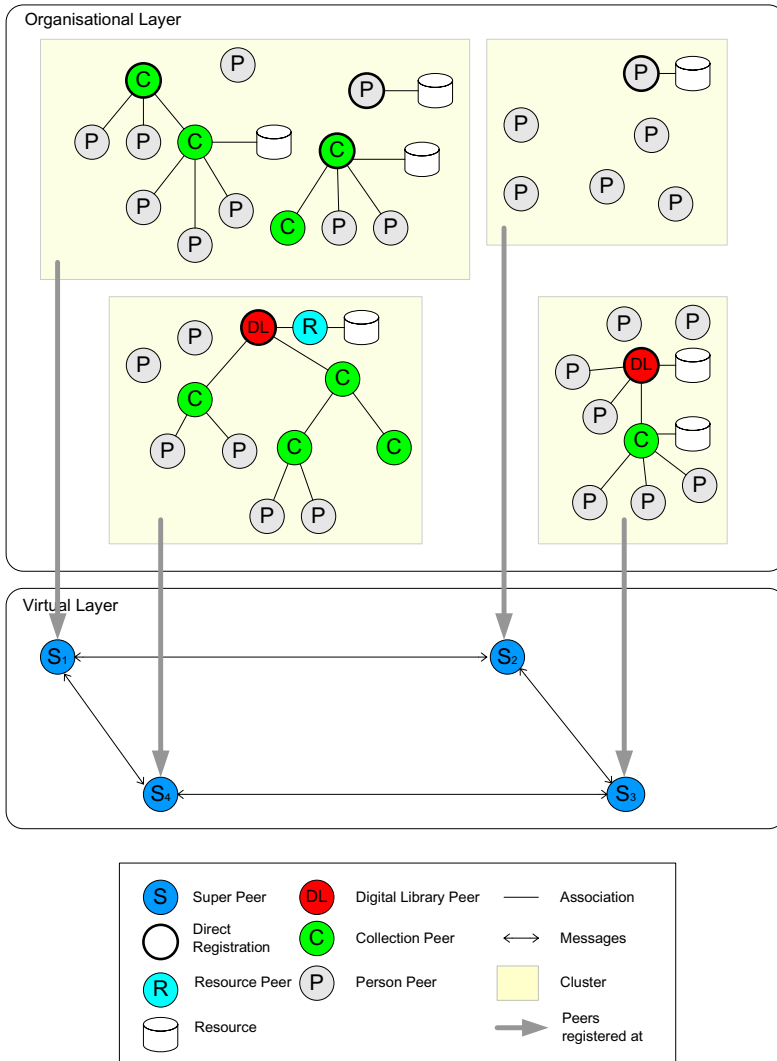 Organisational Layer
P
C
P
P
P
P
C
C
P
P
P
P
P
P
P
C
P
P
P
P
P
DL
R
P
P
P
P
P
DL
P
C
C
P
C
P
P
C
C
P
P
P
P
P
P
Virtual Layer
S1
S2
S4
S3
S
Super Peer
DL
Digital Library Peer
Association
Direct
Registration
C
Collection Peer
Messages
R
Resource Peer
P
Person Peer
Cluster
Resource
Peers
registered at